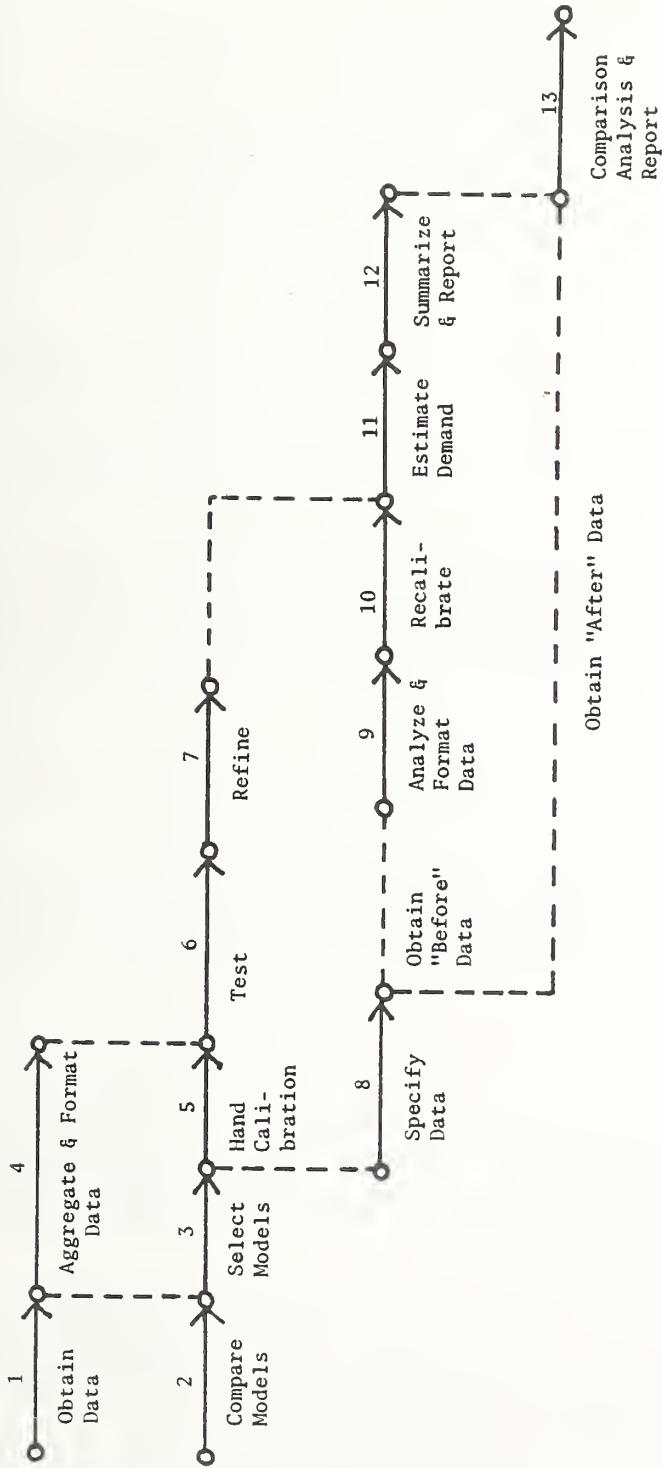 1
Obtain
Data
4
Aggregate & Format
Data
2
Compare
Models
3
Select
Models
5
Hand
Cali-
bration
6
Test
7
Refine
8
Specify
Data
Obtain
"Before"
Data
9
Analyze &
Format
Data
10
Recali-
brate
11
Estimate
Demand
12
Summarize
& Report
Obtain "After" Data
13
Comparison
Analysis &
Report